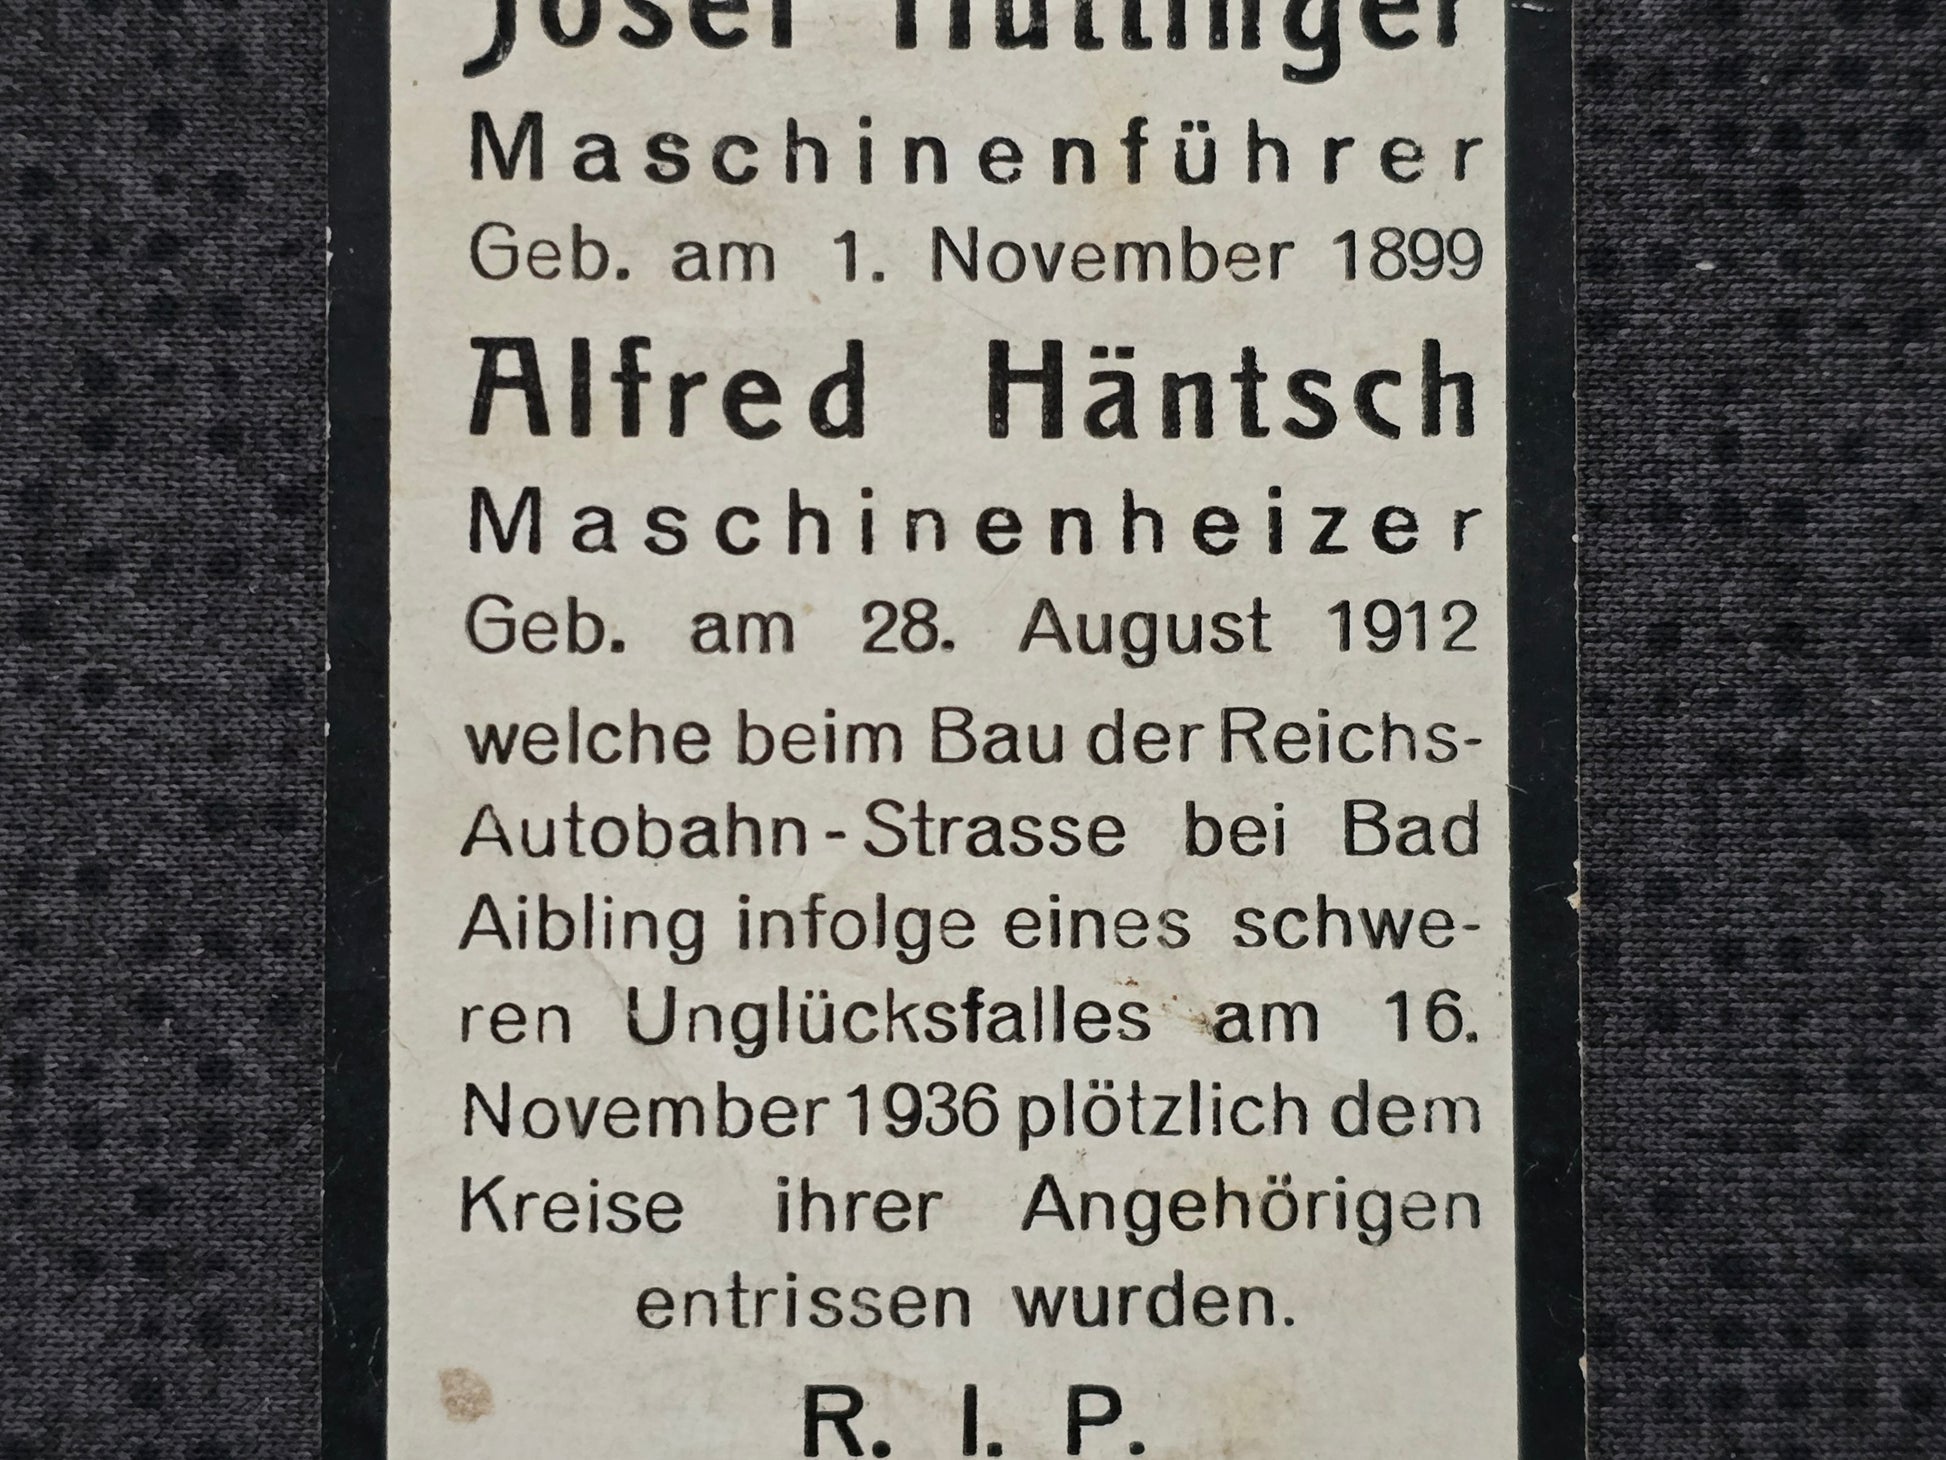 Josef
Maschinenführer
Geb. am 1. November 1899
Alfred Häntsch
Maschinenheizer
Geb. am 28. August 1912
welche beim Bau der Reichs-
Autobahn-Strasse bei Bad
Aibling infolge eines schwe-
ren Unglücksfalles am 16.
November 1936 plötzlich dem
Kreise ihrer Angehörigen
entrissen wurden.
R. I. P.